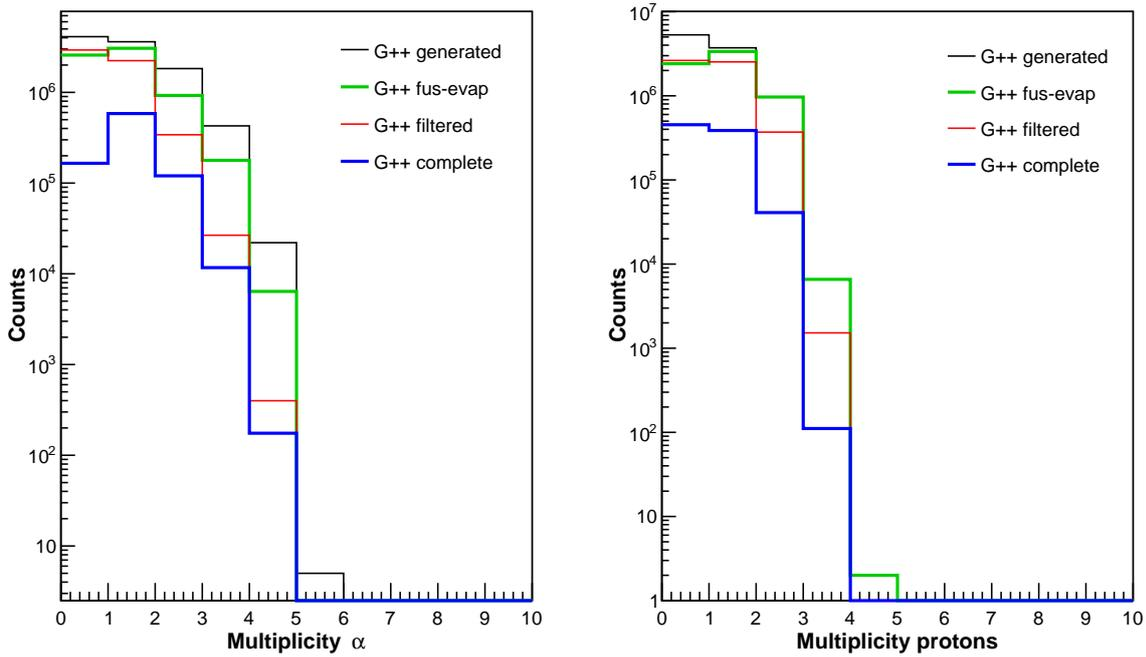 G++ generated
G++ fus-evap
G++ filtered
G++ complete
10^6
10^5
10^4
10^3
10^2
10
Counts
0 1 2 3 4 5 6 7 8 9 10
Multiplicity α
G++ generated
G++ fus-evap
G++ filtered
G++ complete
10^7
10^6
10^5
10^4
10^3
10^2
10
1
Counts
0 1 2 3 4 5 6 7 8 9 10
Multiplicity protons